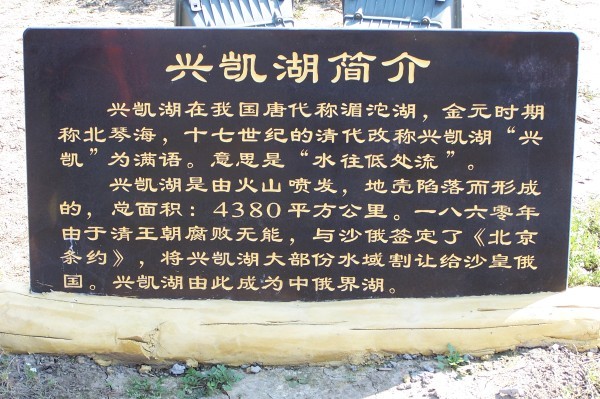 兴凯湖简介
兴凯湖在我国唐代称湄沱湖，金元时期
称北琴海，十七世纪的清代改称兴凯湖“兴
凯”为满语。意思是“水往低处流”。
兴凯湖是由火山喷发，地壳陷落而形成
的，总面积：4380平方公里。一八六零年
由于清王朝腐败无能，与沙俄签定了《北京
条约》，将兴凯湖大部份水域割让给沙皇俄
国。兴凯湖由此成为中俄界湖。